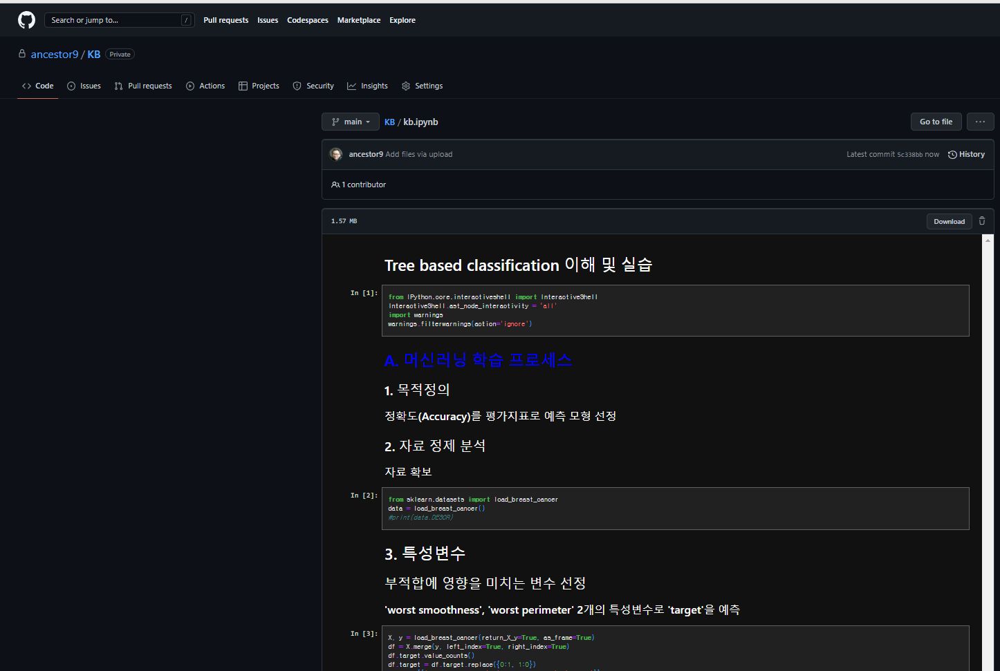 Search or jump to... /
Pull requests Issues Codespaces Marketplace Explore
ancestor9 / KB Private
Code Issues Pull requests Actions Projects Security Insights Settings
main KB / kb.ipynb Go to file ...
ancestor9 Add files via upload Latest commit 5c338bb now History
1 contributor
1.57 MB Download
Tree based classification 이해 및 실습
In [1]: from IPython.core.interactiveshell import InteractiveShell
InteractiveShell.ast_node_interactivity = 'all'
import warnings
warnings.filterwarnings(action='ignore')
A. 머신러닝 학습 프로세스
1. 목적정의
정확도(Accuracy)를 평가지표로 예측 모형 선정
2. 자료 정제 분석
자료 확보
In [2]: from sklearn.datasets import load_breast_cancer
data = load_breast_cancer()
#print(data.DESCR)
3. 특성변수
부적합에 영향을 미치는 변수 선정
'worst smoothness', 'worst perimeter' 2개의 특성변수로 'target'을 예측
In [3]: X, y = load_breast_cancer(return_X_y=True, as_frame=True)
df = X.merge(y, left_index=True, right_index=True)
df.target.value_counts()
df.target = df.target.replace({0:1, 1:0})